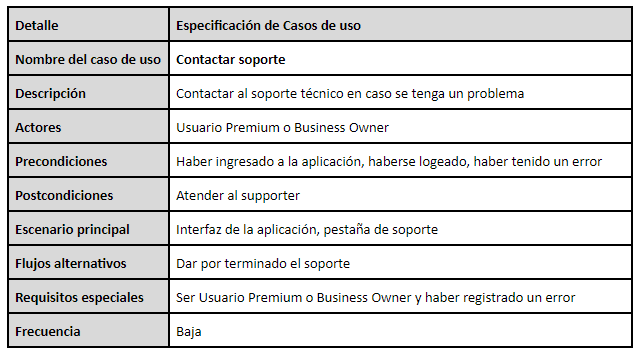 Detalle Especificación de Casos de uso
Nombre del caso de uso Contactar soporte
Descripción Contactar al soporte técnico en caso se tenga un problema
Actores Usuario Premium o Business Owner
Precondiciones Haber ingresado a la aplicación, haberse logeado, haber tenido un error
Postcondiciones Atender al supporter
Escenario principal Interfaz de la aplicación, pestaña de soporte
Flujos alternativos Dar por terminado el soporte
Requisitos especiales Ser Usuario Premium o Business Owner y haber registrado un error
Frecuencia Baja